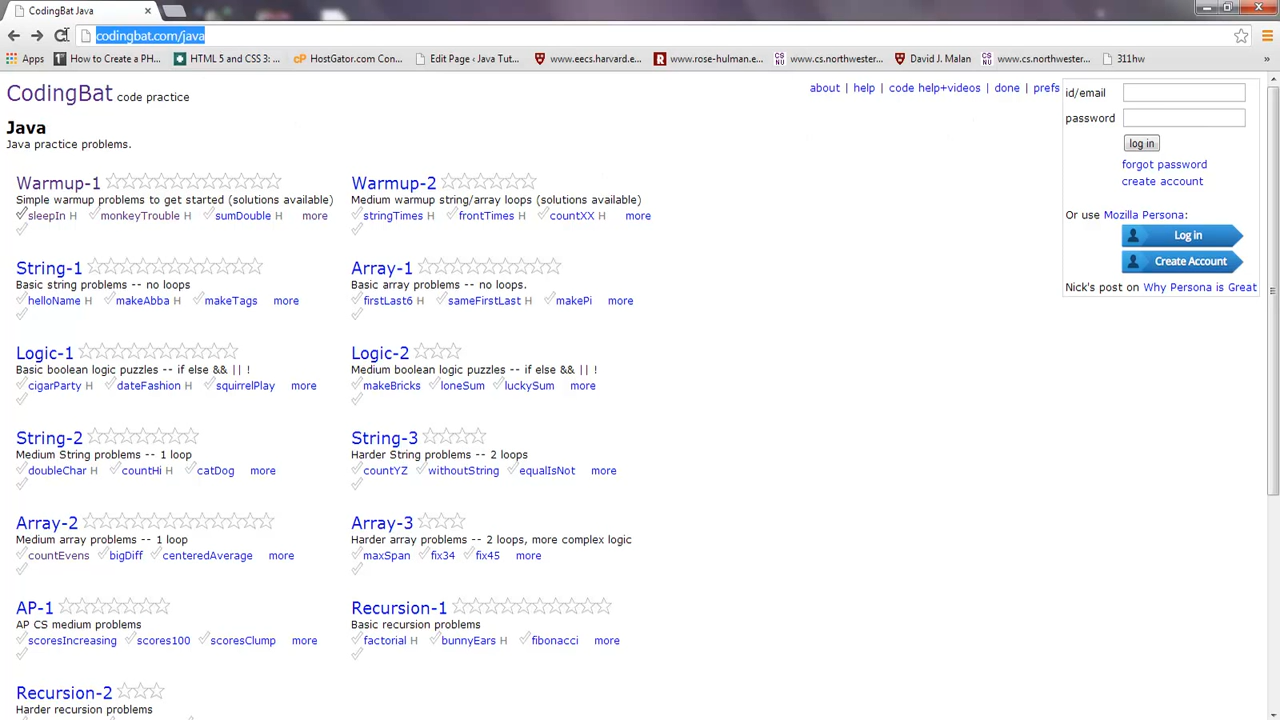 CodingBat Java
codingbat.com/java
Apps How to Create a PH... HTML 5 and CSS 3: ... HostGator.com Con... Edit Page ‹ Java Tut... www.eecs.harvard.e... www.rose-hulman.e... www.cs.northwester... David J. Malan www.cs.northwester... 311hw »
CodingBat code practice
about | help | code help+videos | done | prefs
id/email
password
log in
forgot password
create account
Or use Mozilla Persona:
Log in
Create Account
Nick's post on Why Persona is Great
Java
Java practice problems.
Warmup-1
Simple warmup problems to get started (solutions available)
sleepIn H monkeyTrouble H sumDouble H more
Warmup-2
Medium warmup string/array loops (solutions available)
stringTimes H frontTimes H countXX H more
String-1
Basic string problems -- no loops
helloName H makeAbba H makeTags more
Array-1
Basic array problems -- no loops.
firstLast6 H sameFirstLast H makePi more
Logic-1
Basic boolean logic puzzles -- if else && || !
cigarParty H dateFashion H squirrelPlay more
Logic-2
Medium boolean logic puzzles -- if else && || !
makeBricks loneSum luckySum more
String-2
Medium String problems -- 1 loop
doubleChar H countHi H catDog more
String-3
Harder String problems -- 2 loops
countYZ withoutString equalIsNot more
Array-2
Medium array problems -- 1 loop
countEvens bigDiff centeredAverage more
Array-3
Harder array problems -- 2 loops, more complex logic
maxSpan fix34 fix45 more
AP-1
AP CS medium problems
scoresIncreasing scores100 scoresClump more
Recursion-1
Basic recursion problems
factorial H bunnyEars H fibonacci more
Recursion-2
Harder recursion problems